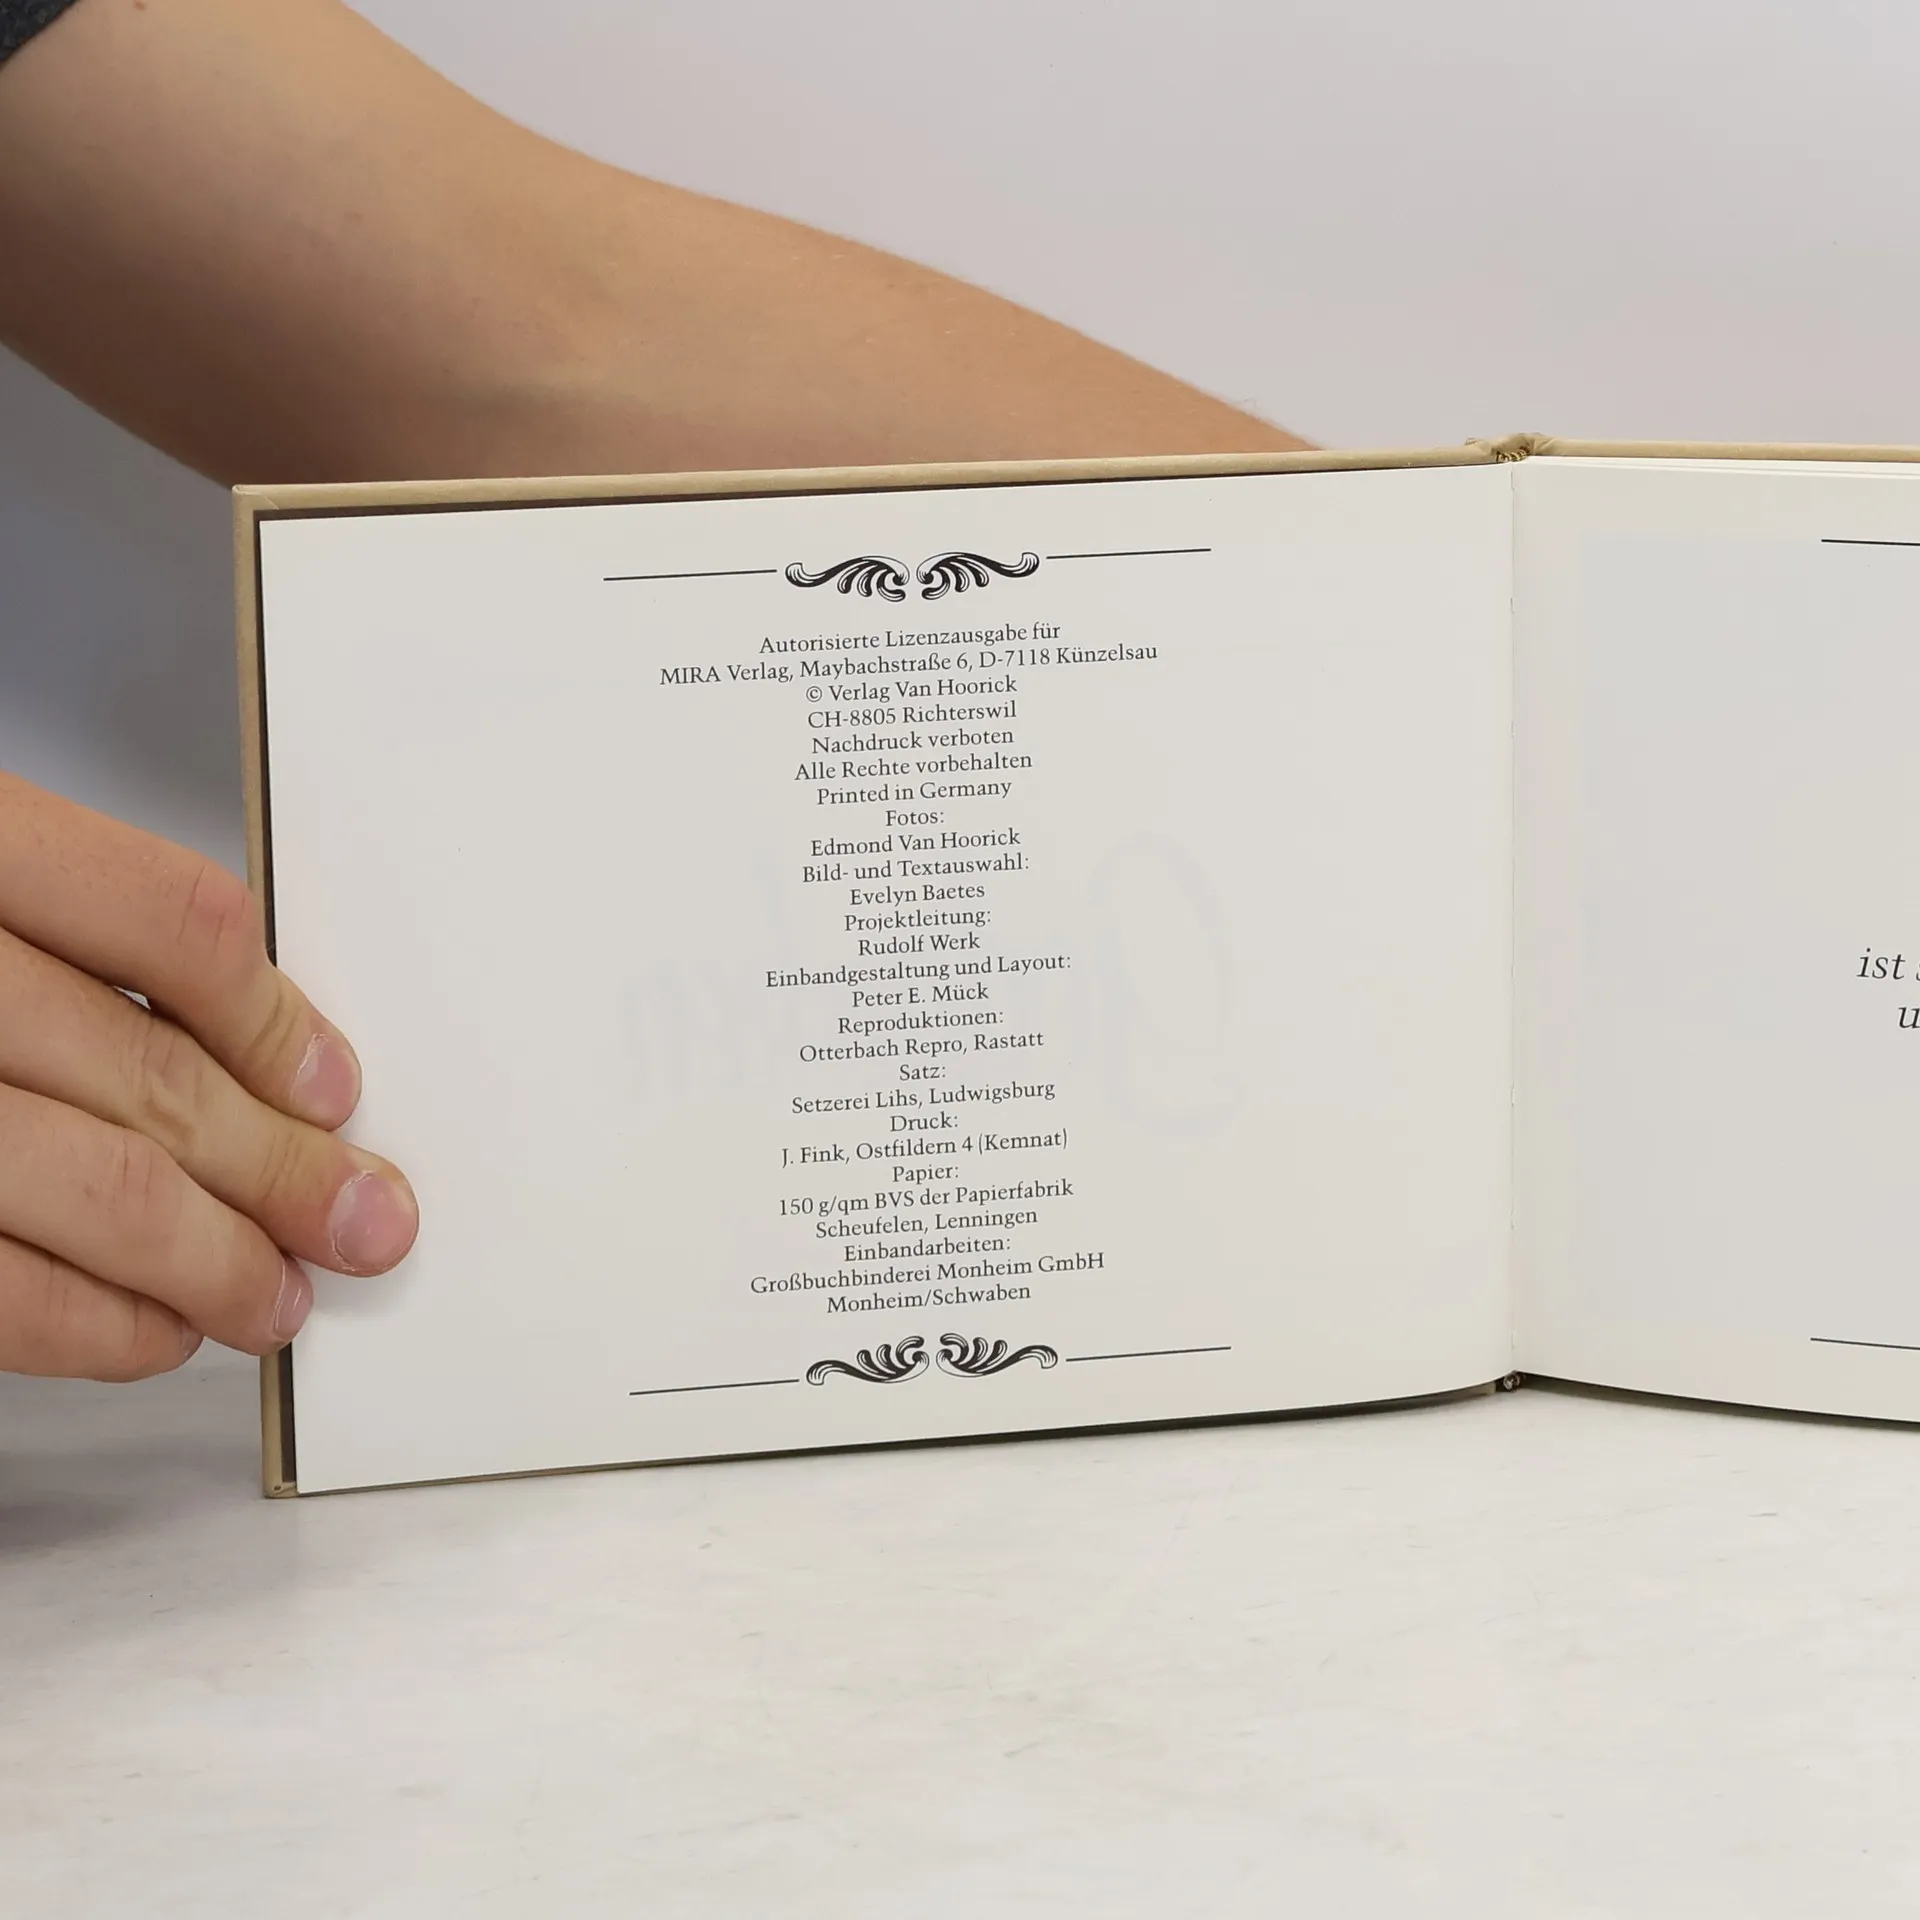 Autorisierte Lizenzausgabe für
MIRA Verlag, Maybachstraße 6, D-7118 Künzelsau
© Verlag Van Hoorick
CH-8805 Richterswil
Nachdruck verboten
Alle Rechte vorbehalten
Printed in Germany
Fotos:
Edmond Van Hoorick
Bild- und Textauswahl:
Evelyn Baetes
Projektleitung:
Rudolf Werk
Einbandgestaltung und Layout:
Peter E. Mück
Reproduktionen:
Otterbach Repro, Rastatt
Satz:
Setzerei Lihs, Ludwigsburg
Druck:
J. Fink, Ostfildern 4 (Kemnat)
Papier:
150 g/qm BVS der Papierfabrik
Scheufelen, Lenningen
Einbandarbeiten:
Großbuchbinderei Monheim GmbH
Monheim/Schwaben
ist